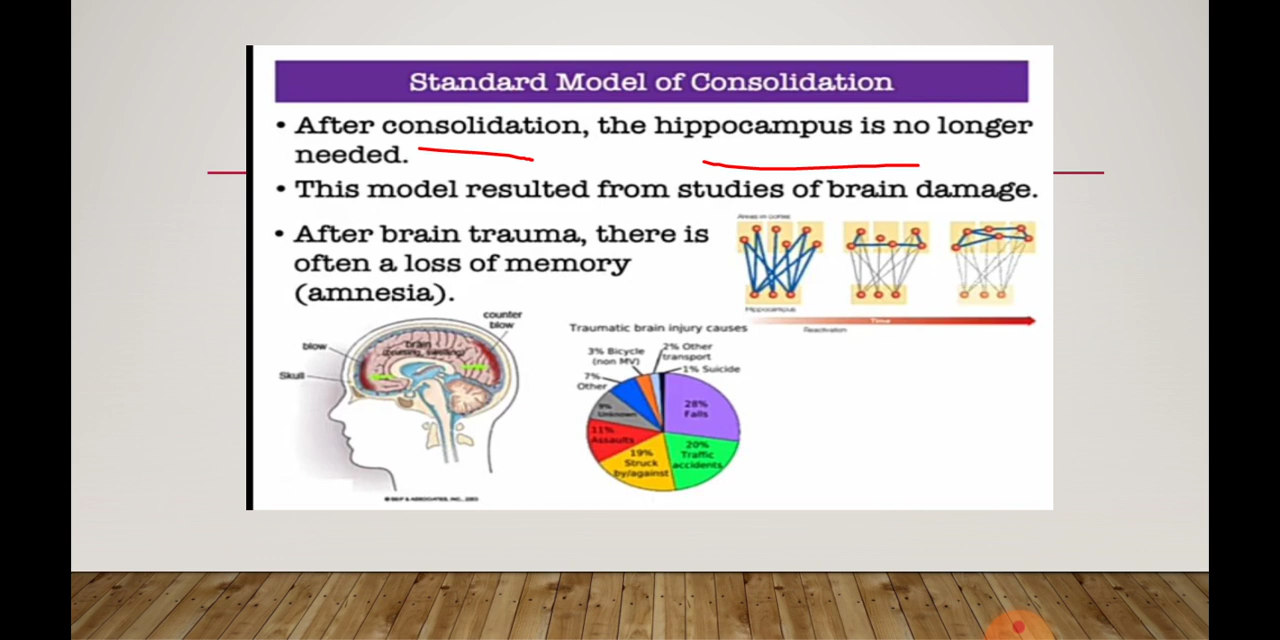 Standard Model of Consolidation
• After consolidation, the hippocampus is no longer
needed.
• This model resulted from studies of brain damage.
• After brain trauma, there is
often a loss of memory
(amnesia).
Areas in cortex
Hippocampus
Time
Reactivation
counter
blow
blow
brain
Skull
Traumatic brain injury causes
3% Bicycle
(non MV)
2% Other
transport
1% Suicide
7%
Other
28%
Falls
9%
Unknown
11%
Assaults
20%
Traffic
accidents
19%
Struck
by/against